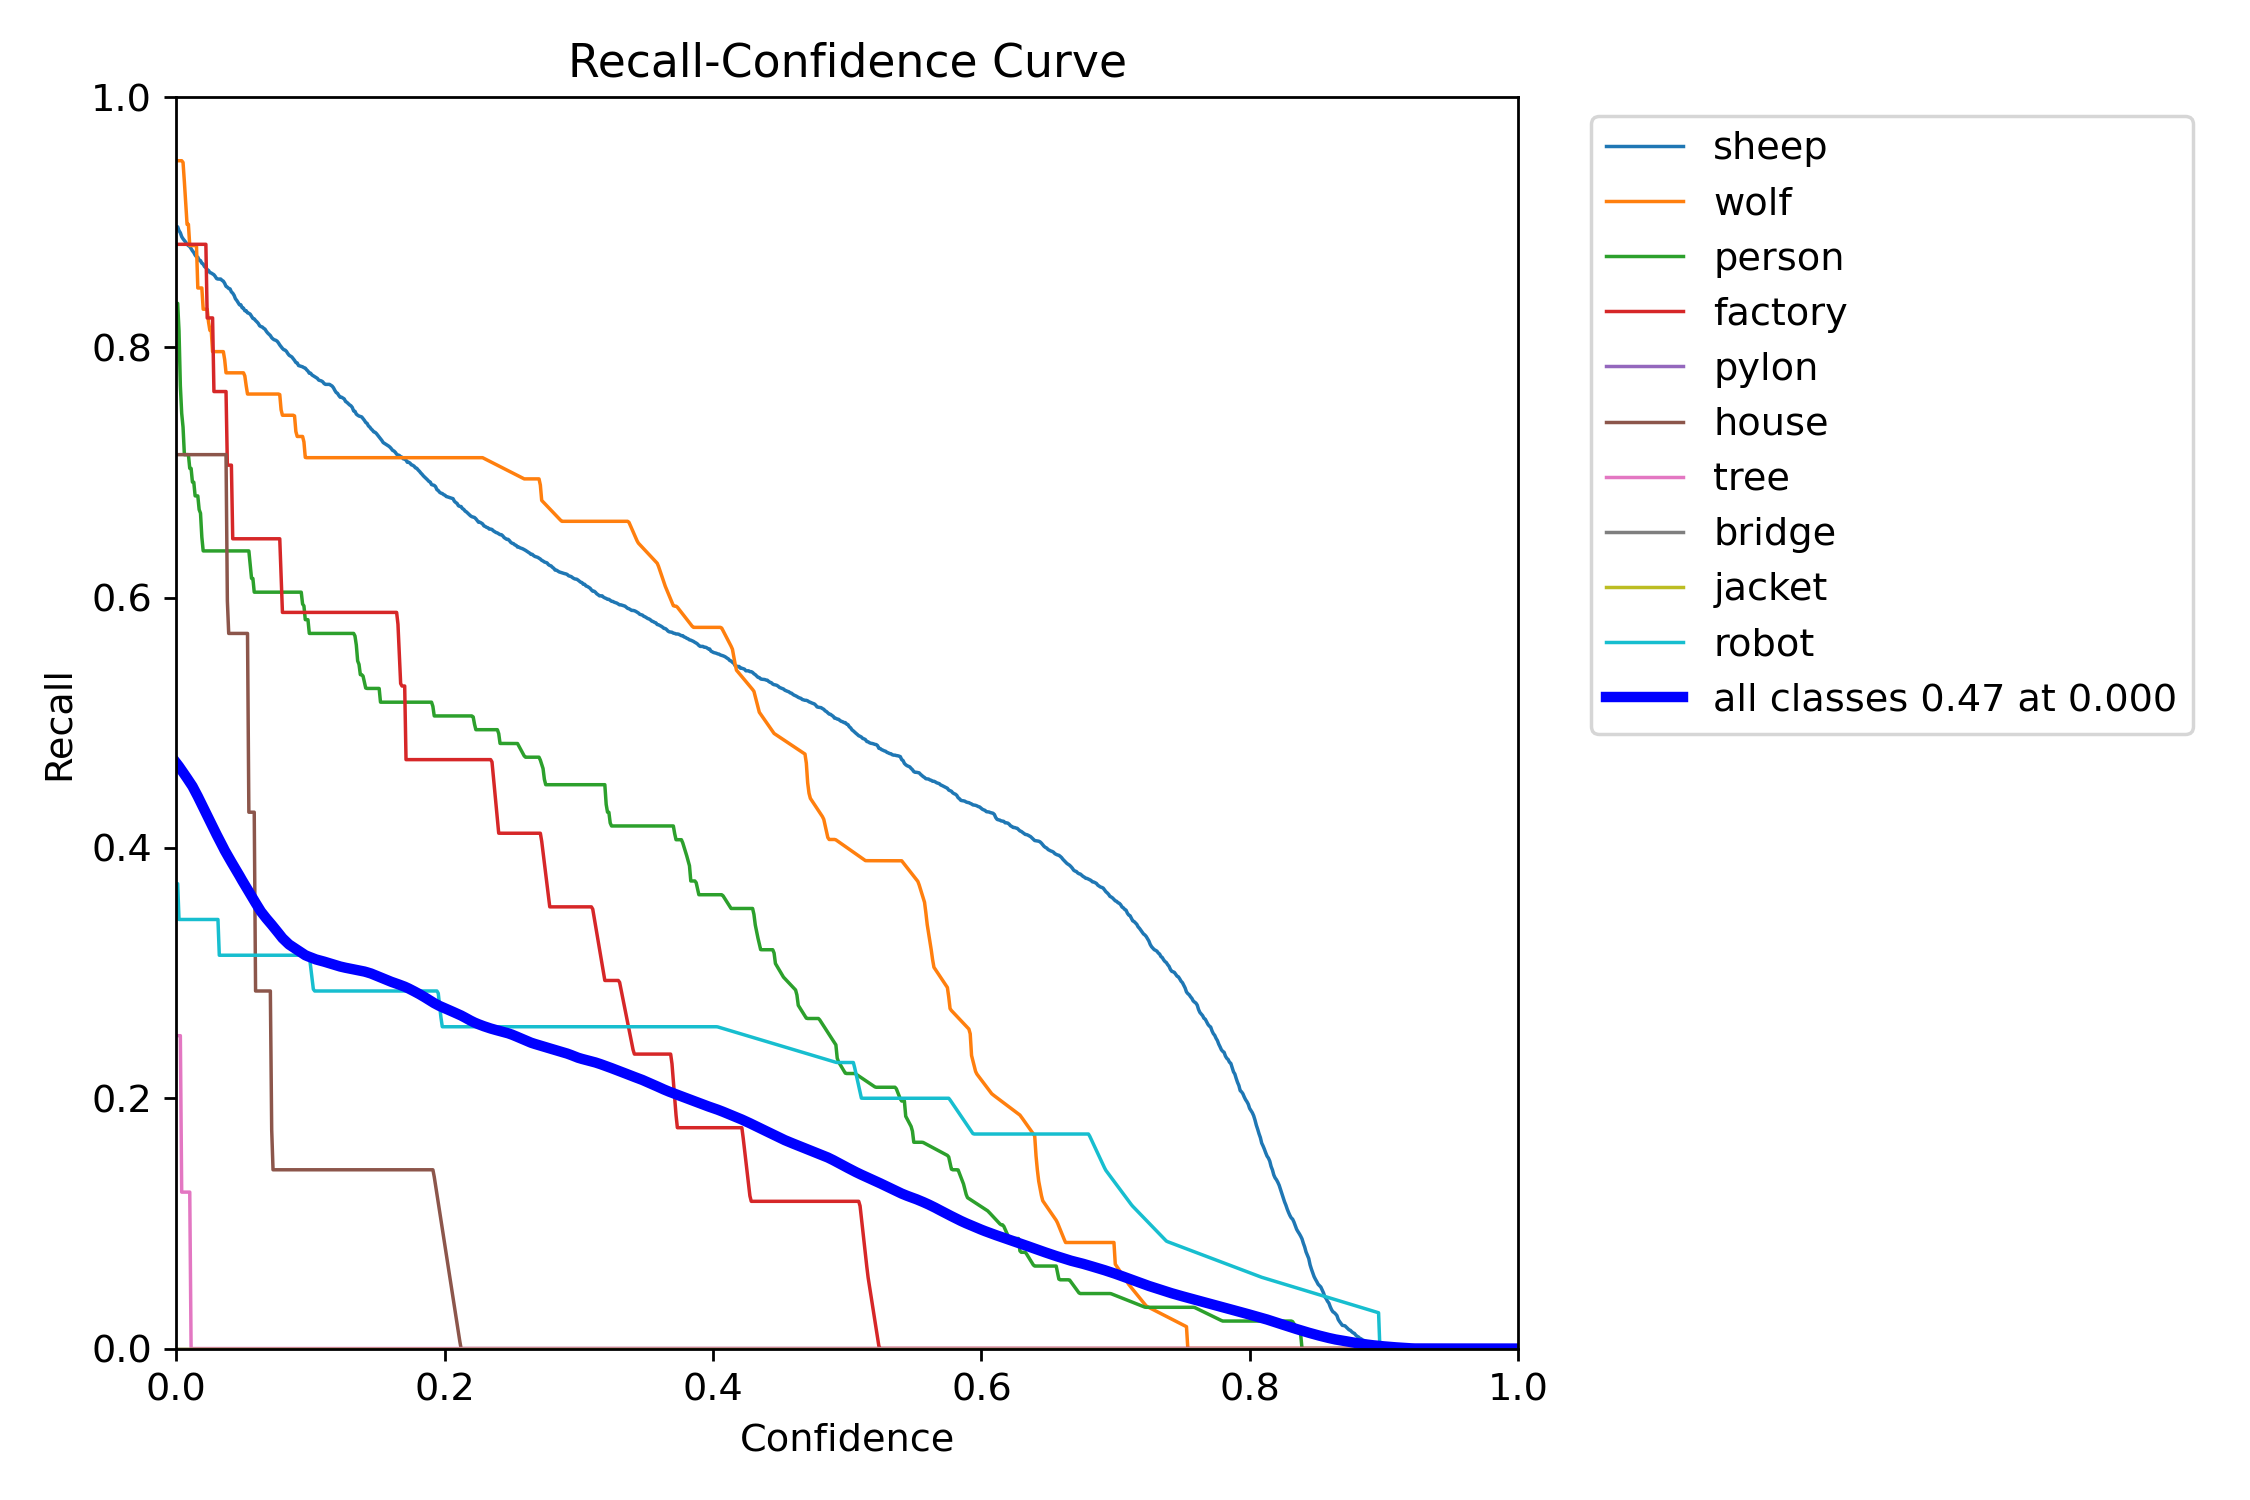 Recall-Confidence Curve
1.0
0.8
0.6
0.4
0.2
0.0
Recall
0.0 0.2 0.4 0.6 0.8 1.0
Confidence
sheep
wolf
person
factory
pylon
house
tree
bridge
jacket
robot
all classes 0.47 at 0.000